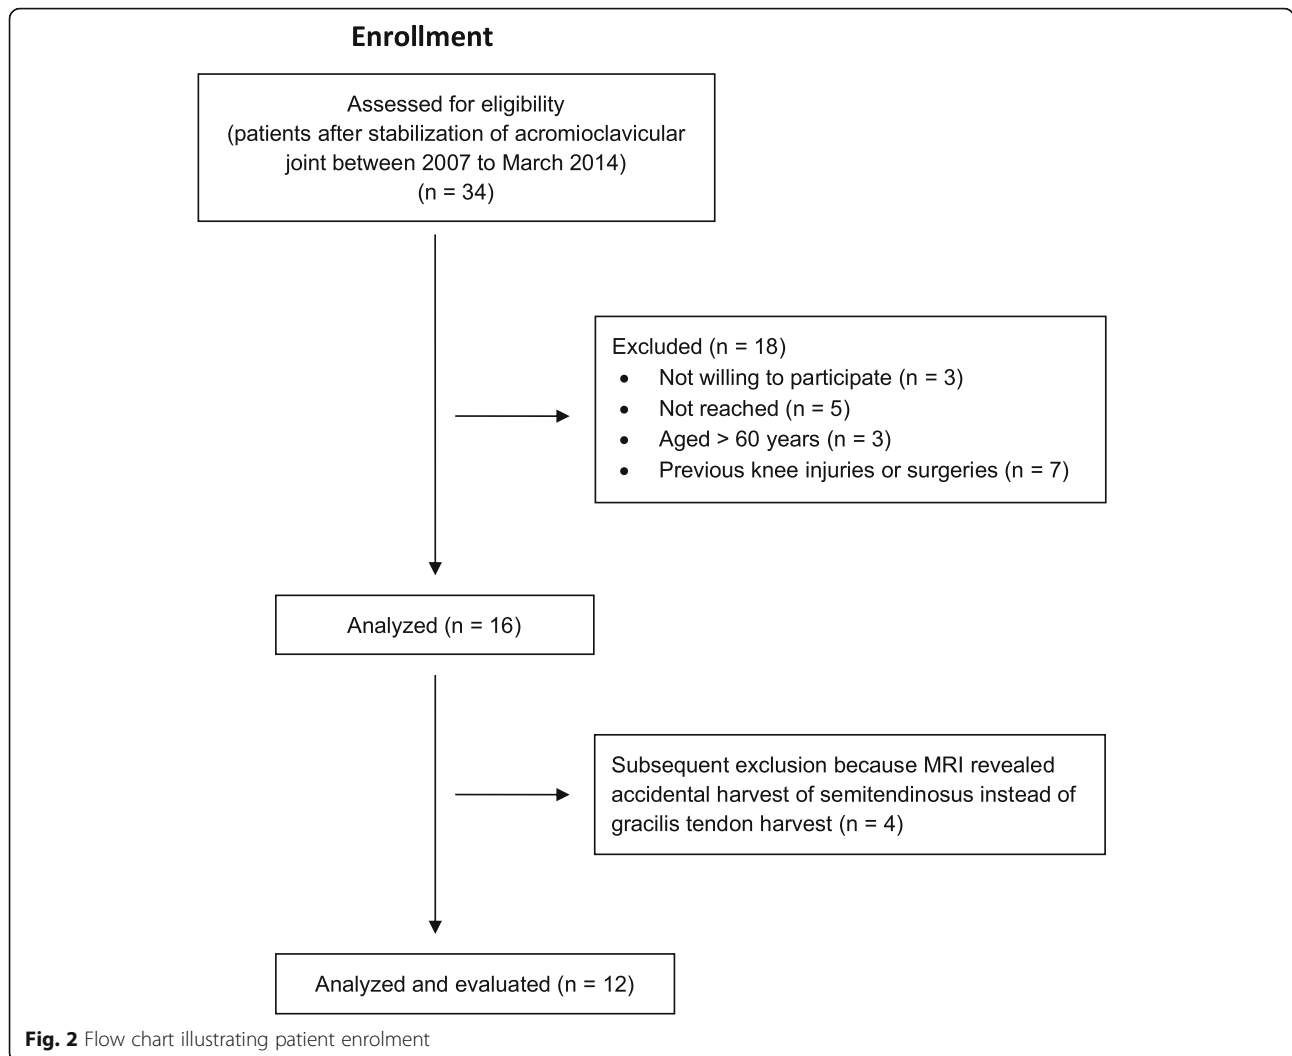 Enrollment
Assessed for eligibility
(patients after stabilization of acromioclavicular
joint between 2007 to March 2014)
(n = 34)
Excluded (n = 18)
• Not willing to participate (n = 3)
• Not reached (n = 5)
• Aged > 60 years (n = 3)
• Previous knee injuries or surgeries (n = 7)
Analyzed (n = 16)
Subsequent exclusion because MRI revealed
accidental harvest of semitendinosus instead of
gracilis tendon harvest (n = 4)
Analyzed and evaluated (n = 12)
Fig. 2 Flow chart illustrating patient enrolment